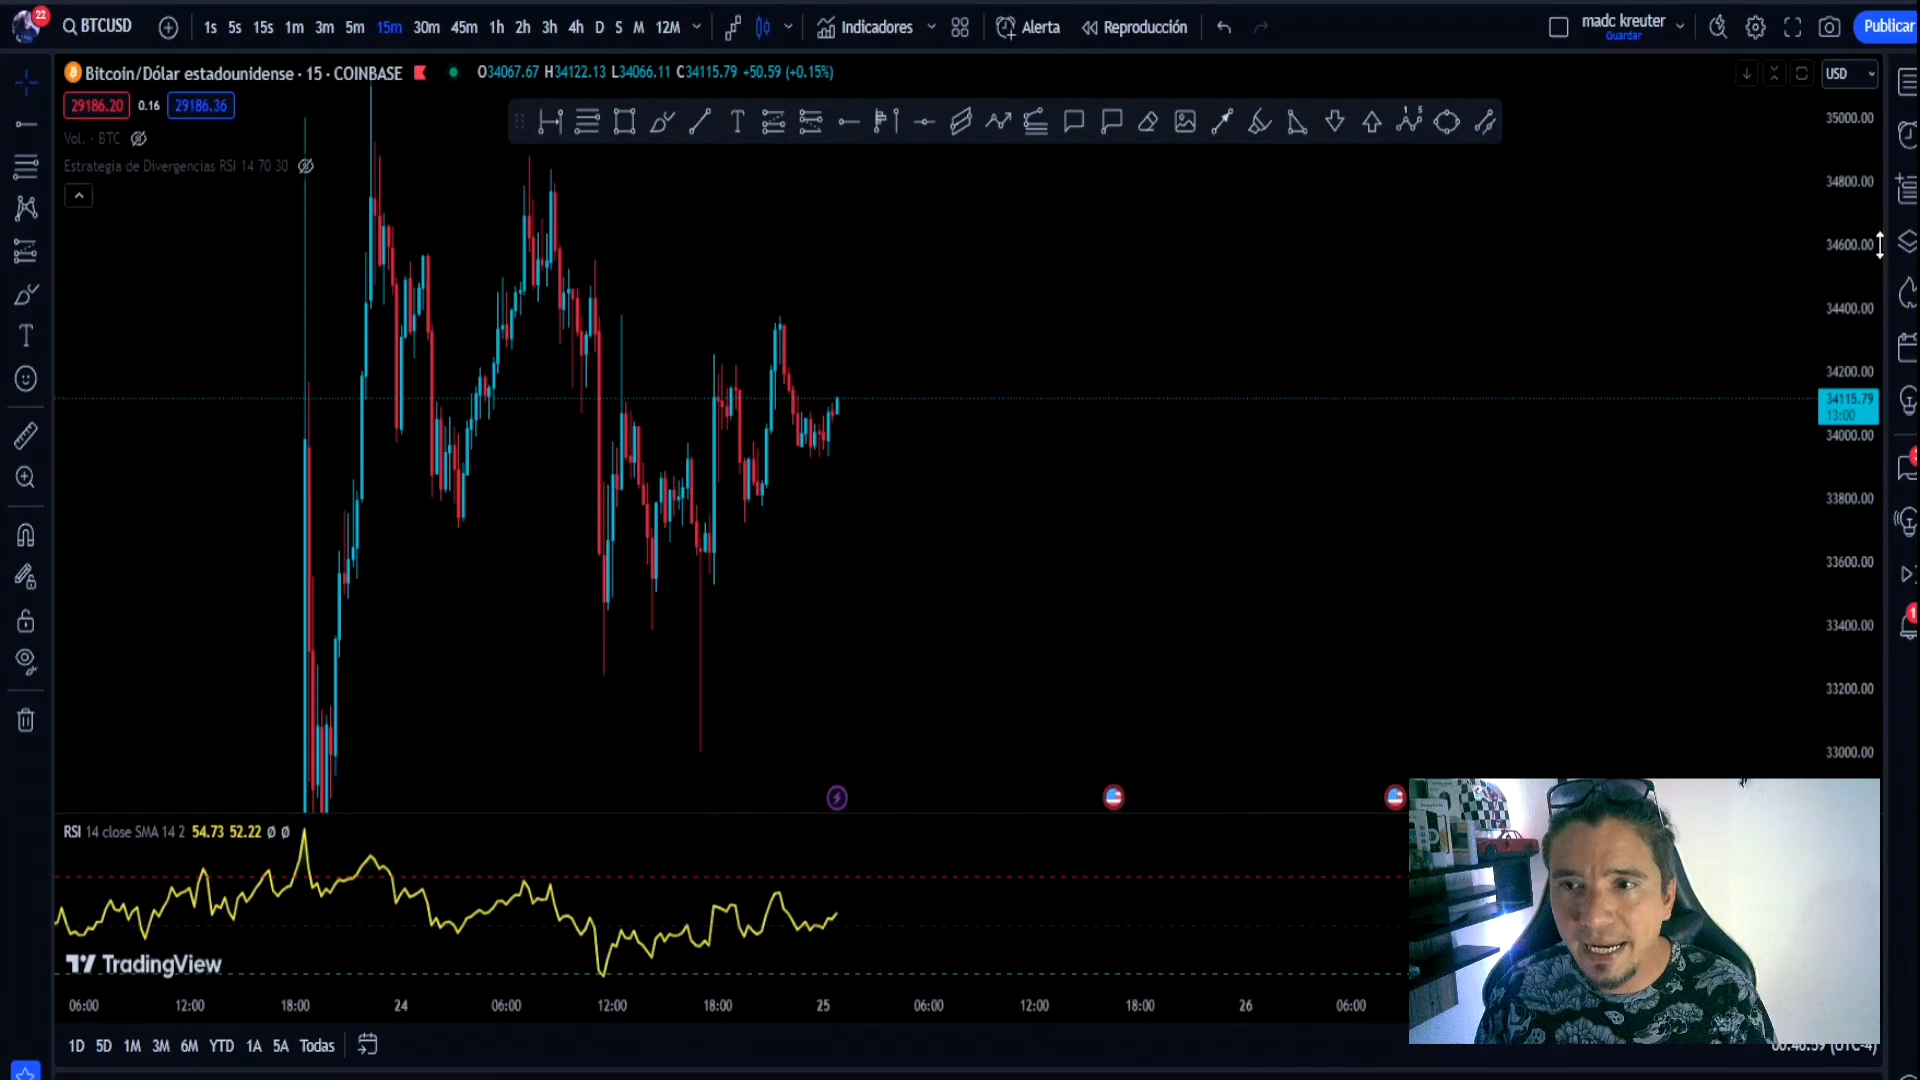 22
BTCUSD
1s 5s 15s 1m 3m 5m 15m 30m 45m 1h 2h 3h 4h D S M 12M
Indicadores
Alerta
Reproducción
madc kreuter
Guardar
Publicar
Bitcoin/Dólar estadounidense · 15 · COINBASE
O34067.67 H34122.13 L34066.11 C34115.79 +50.59 (+0.15%)
USD
29186.20 0.16 29186.36
Vol. · BTC
Estrategia de Divergencias RSI 14 70 30
35000.00
34800.00
34600.00
34400.00
34200.00
34115.79
13:00
34000.00
33800.00
33600.00
33400.00
33200.00
33000.00
RSI 14 close SMA 14 2 54.73 52.22 Ø Ø
TradingView
06:00 12:00 18:00 24 06:00 12:00 18:00 25 06:00 12:00 18:00 26 06:00
1D 5D 1M 3M 6M YTD 1A 5A Todas
(UTC-4)